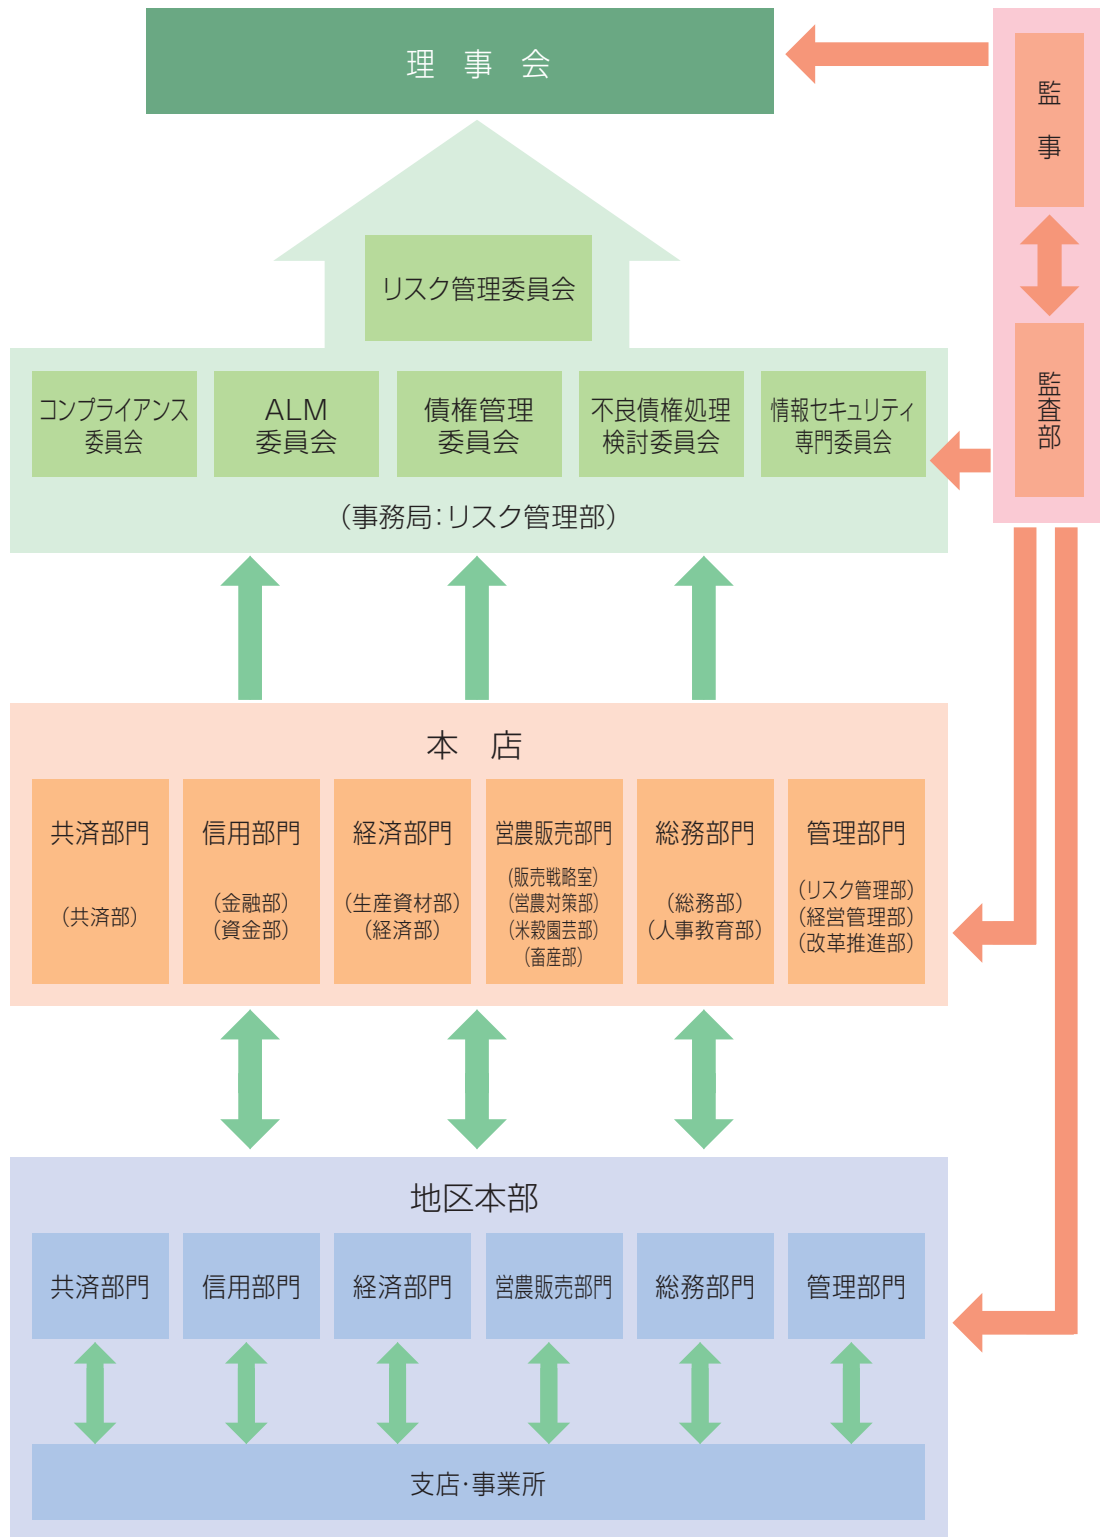 理事会
監事
リスク管理委員会
監査部
コンプライアンス
委員会
ALM
委員会
債権管理
委員会
不良債権処理
検討委員会
情報セキュリティ
専門委員会
(事務局:リスク管理部)
本店
共済部門
(共済部)
信用部門
(金融部)
(資金部)
経済部門
(生産資材部)
(経済部)
営農販売部門
(販売戦略室)
(営農対策部)
(米穀園芸部)
(畜産部)
総務部門
(総務部)
(人事教育部)
管理部門
(リスク管理部)
(経営管理部)
(改革推進部)
地区本部
共済部門
信用部門
経済部門
営農販売部門
総務部門
管理部門
支店·事業所